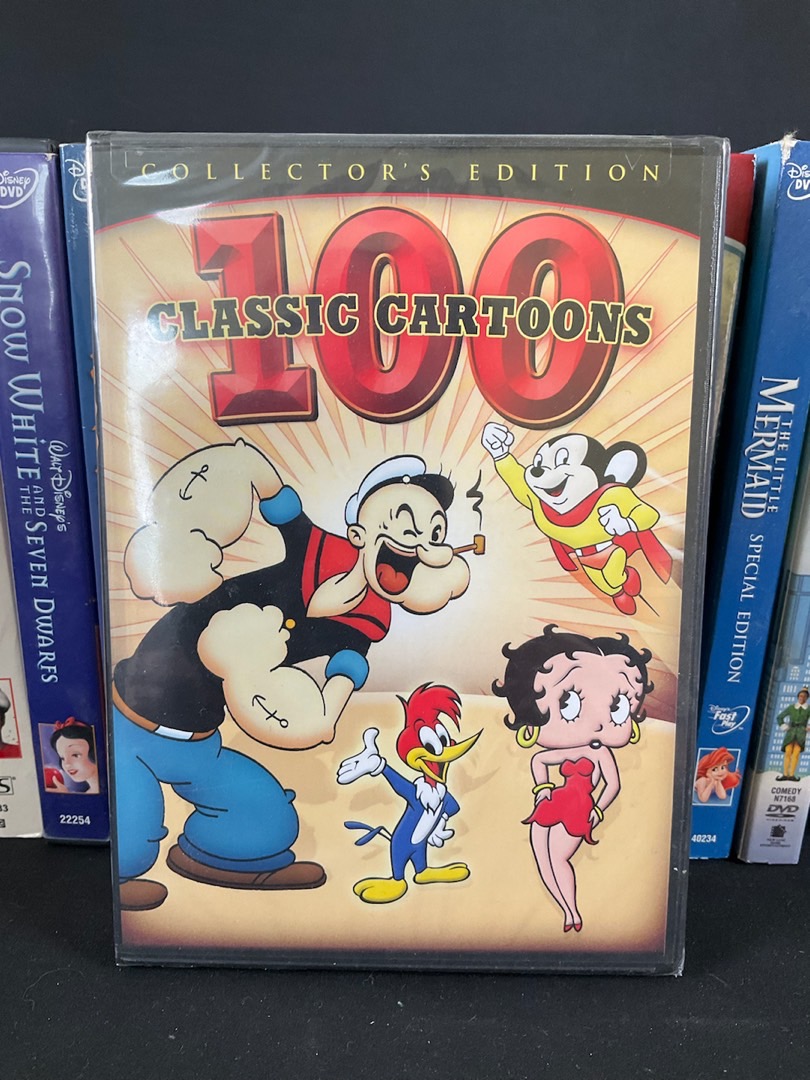 COLLECTOR'S EDITION
100
CLASSIC CARTOONS
Disney
DVD
SNOW WHITE AND THE SEVEN DWARFS
WALT DISNEY'S
22254
THE LITTLE
MERMAID SPECIAL EDITION
Disney's
Fast
Play
40234
Disney
DV
COMEDY
N7168
DVD